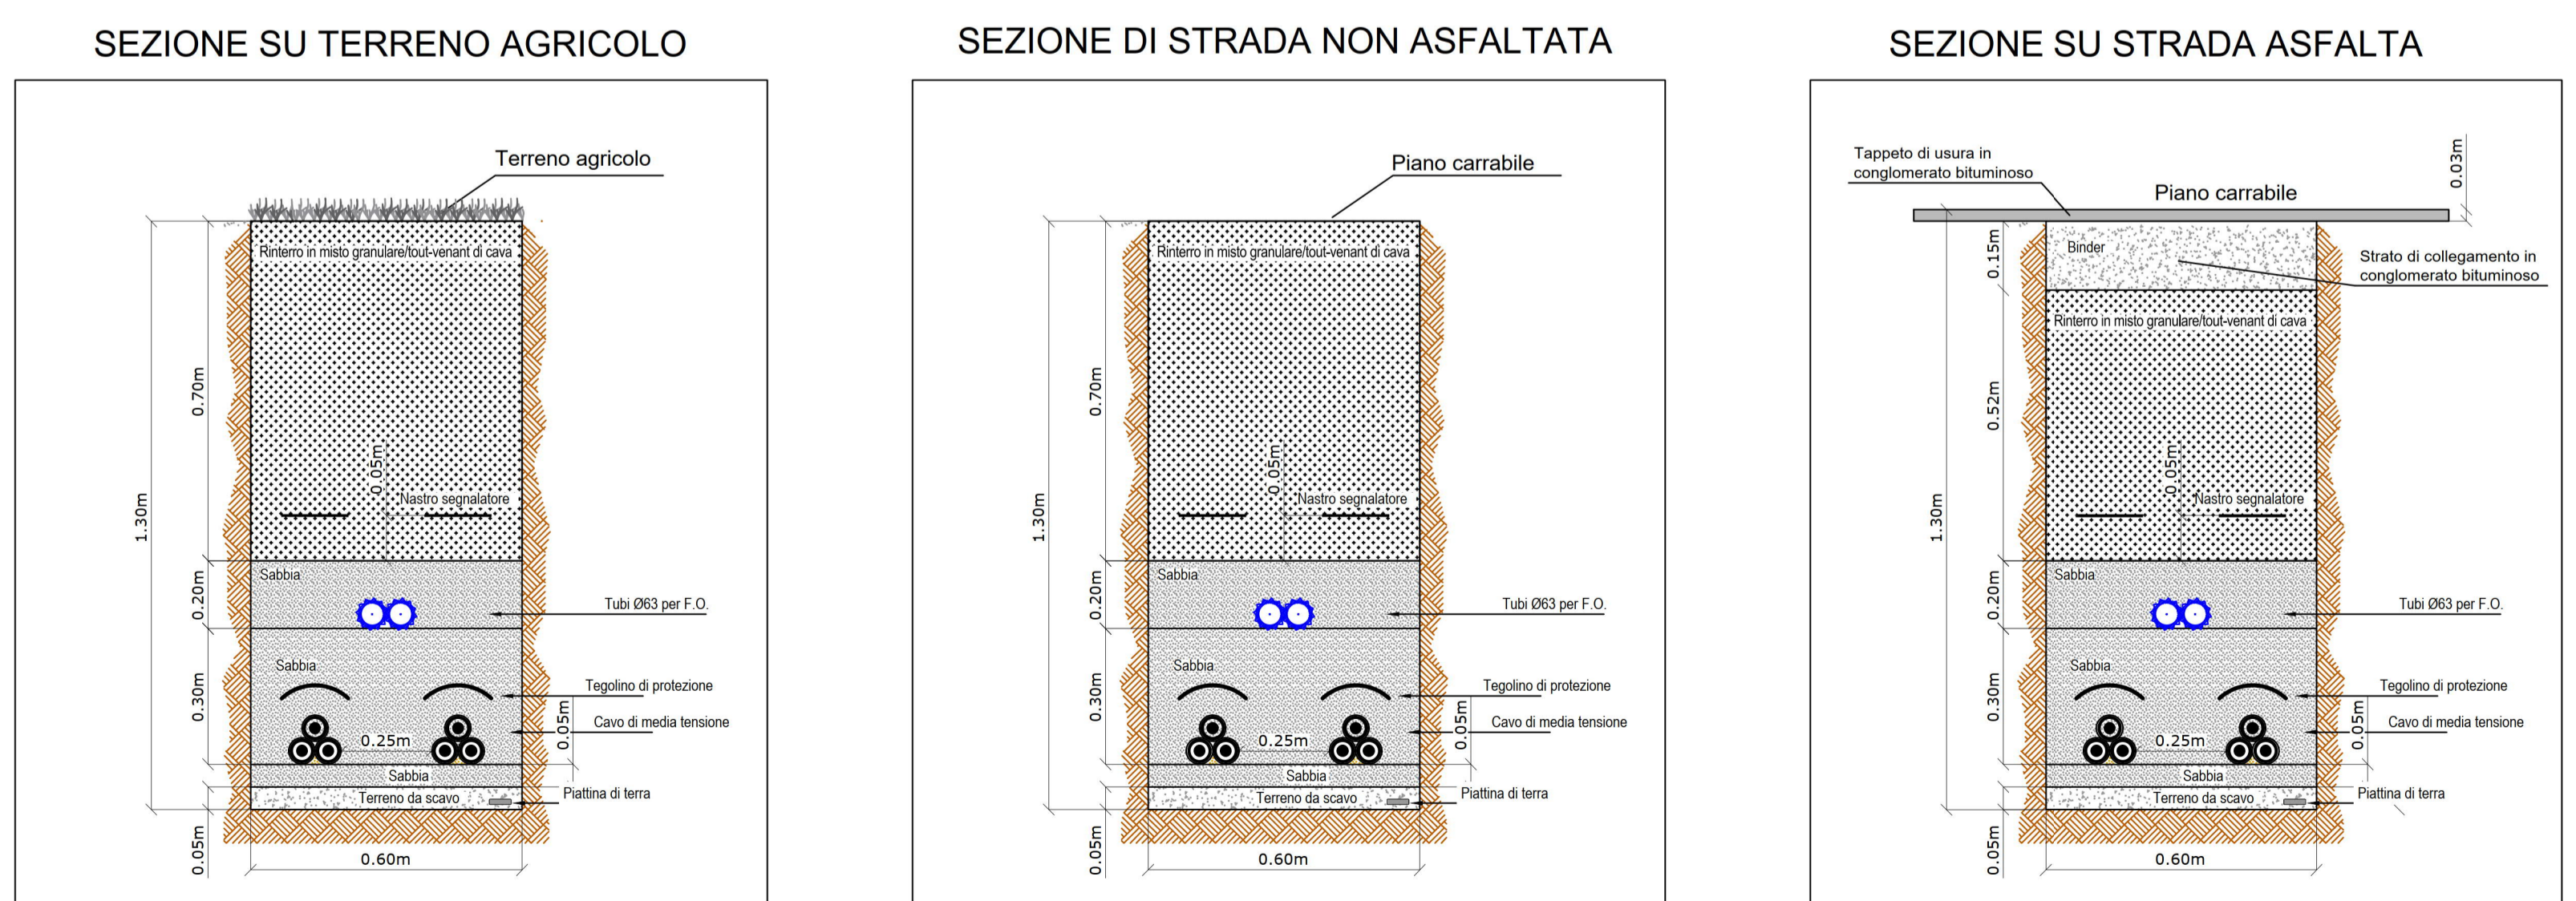 SEZIONE SU TERRENO AGRICOLO
Terreno agricolo
Rinterro in misto granulare/tout-venant di cava
0.70m
1.30m
0.05m
Nastro segnalatore
Sabbia
0.20m
Tubi Ø63 per F.O.
Sabbia
0.30m
Tegolino di protezione
Cavo di media tensione
0.05m
0.25m
Sabbia
Terreno da scavo
Piattina di terra
0.05m
0.60m
SEZIONE DI STRADA NON ASFALTATA
Piano carrabile
Rinterro in misto granulare/tout-venant di cava
0.70m
1.30m
0.05m
Nastro segnalatore
Sabbia
0.20m
Tubi Ø63 per F.O.
Sabbia
0.30m
Tegolino di protezione
Cavo di media tensione
0.05m
0.25m
Sabbia
Terreno da scavo
Piattina di terra
0.05m
0.60m
SEZIONE SU STRADA ASFALTA
Tappeto di usura in
conglomerato bituminoso
Piano carrabile
0.03m
Binder
0.15m
Strato di collegamento in
conglomerato bituminoso
Rinterro in misto granulare/tout-venant di cava
0.52m
1.30m
0.05m
Nastro segnalatore
Sabbia
0.20m
Tubi Ø63 per F.O.
Sabbia
0.30m
Tegolino di protezione
Cavo di media tensione
0.05m
0.25m
Sabbia
Terreno da scavo
Piattina di terra
0.05m
0.60m